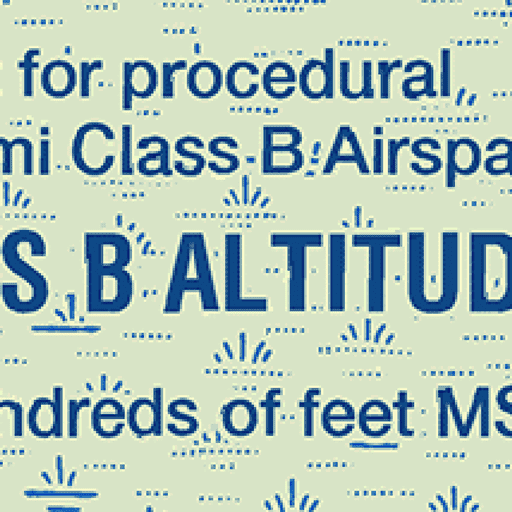 for procedural
mi Class B Airspa
S B ALTITUD
ndreds of feet MS